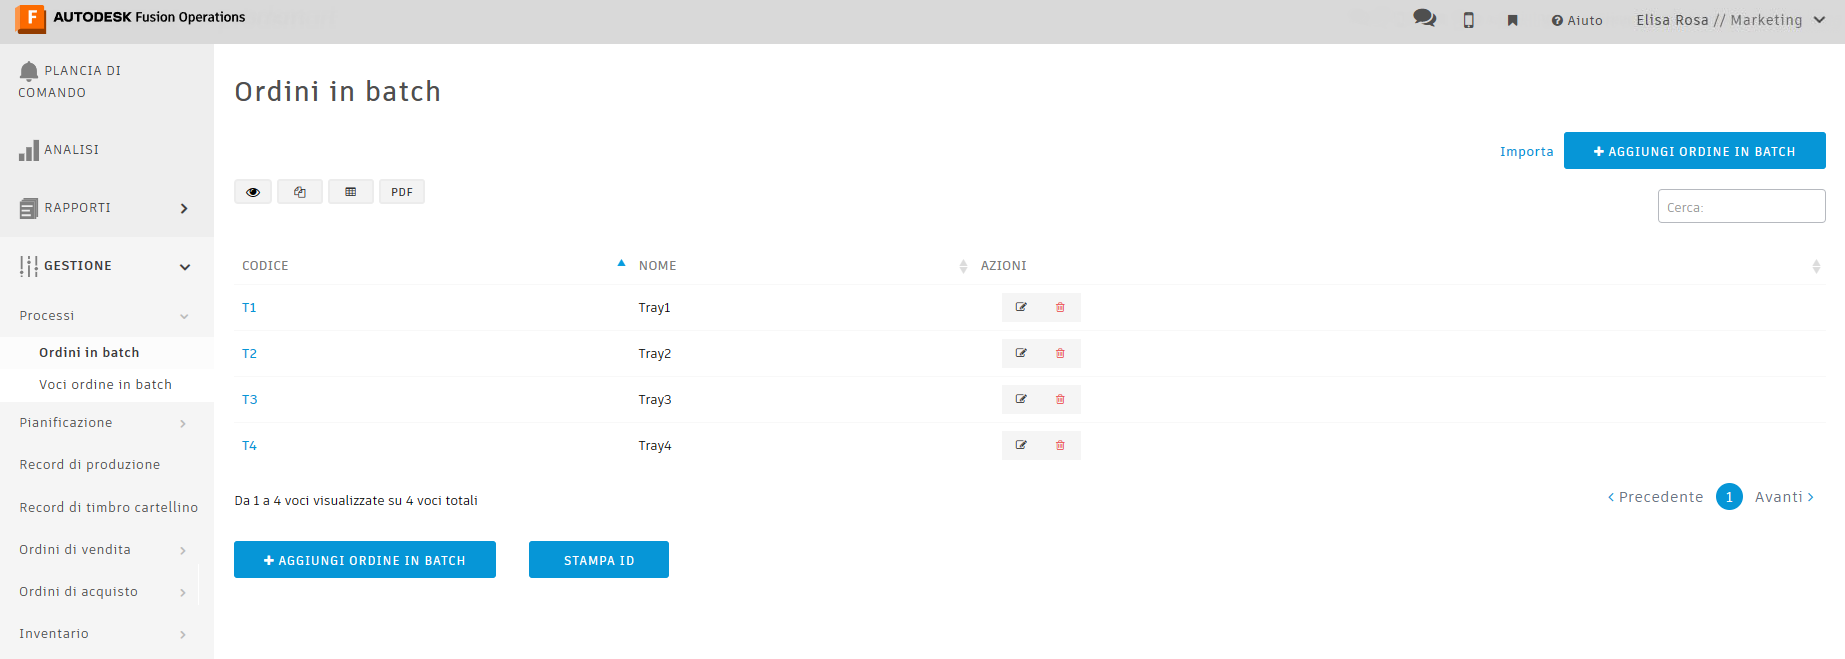 AUTODESK Fusion Operations
Aiuto
Elisa Rosa // Marketing
PLANCIA DI
COMANDO
ANALISI
RAPPORTI
GESTIONE
Processi
Ordini in batch
Voci ordine in batch
Pianificazione
Record di produzione
Record di timbro cartellino
Ordini di vendita
Ordini di acquisto
Inventario
Ordini in batch
Importa
+ AGGIUNGI ORDINE IN BATCH
PDF
Cerca:
CODICE NOME AZIONI
T1 Tray1
T2 Tray2
T3 Tray3
T4 Tray4
Da 1 a 4 voci visualizzate su 4 voci totali
‹ Precedente 1 Avanti ›
+ AGGIUNGI ORDINE IN BATCH
STAMPA ID